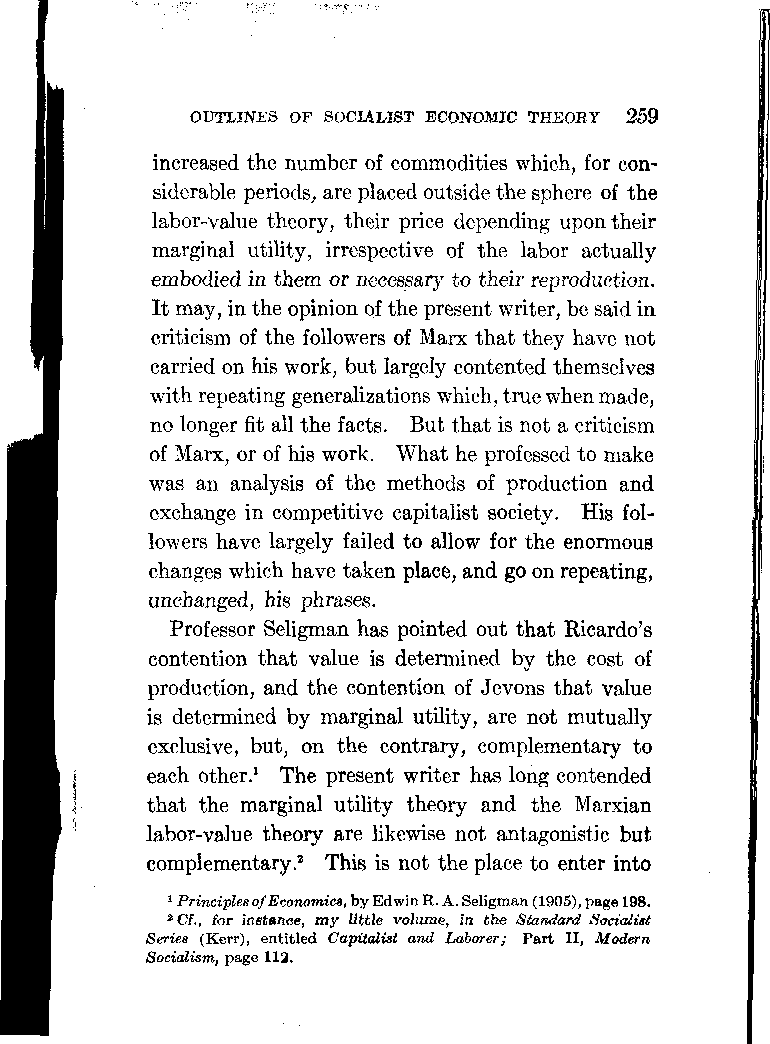 OUTLINES OF SOCIALIST ECONOMIC THEORY 259
increased the number of commodities which, for con-
siderable periods, are placed outside the sphere of the
labor-value theory, their price depending upon their
marginal utility, irrespective of the labor actually
embodied in them or necessary to their reproduction.
It may, in the opinion of the present writer, be said in
criticism of the followers of Marx that they have not
carried on his work, but largely contented themselves
with repeating generalizations which, true when made,
no longer fit all the facts. But that is not a criticism
of Marx, or of his work. What he professed to make
was an analysis of the methods of production and
exchange in competitive capitalist society. His fol-
lowers have largely failed to allow for the enormous
changes which have taken place, and go on repeating,
unchanged, his phrases.
Professor Seligman has pointed out that Ricardo's
contention that value is determined by the cost of
production, and the contention of Jevons that value
is determined by marginal utility, are not mutually
exclusive, but, on the contrary, complementary to
each other.¹ The present writer has long contended
that the marginal utility theory and the Marxian
labor-value theory are likewise not antagonistic but
complementary.² This is not the place to enter into
¹ Principles of Economics, by Edwin R. A. Seligman (1905), page 198.
² Cf., for instance, my little volume, in the Standard Socialist
Series (Kerr), entitled Capitalist and Laborer; Part II, Modern
Socialism, page 112.